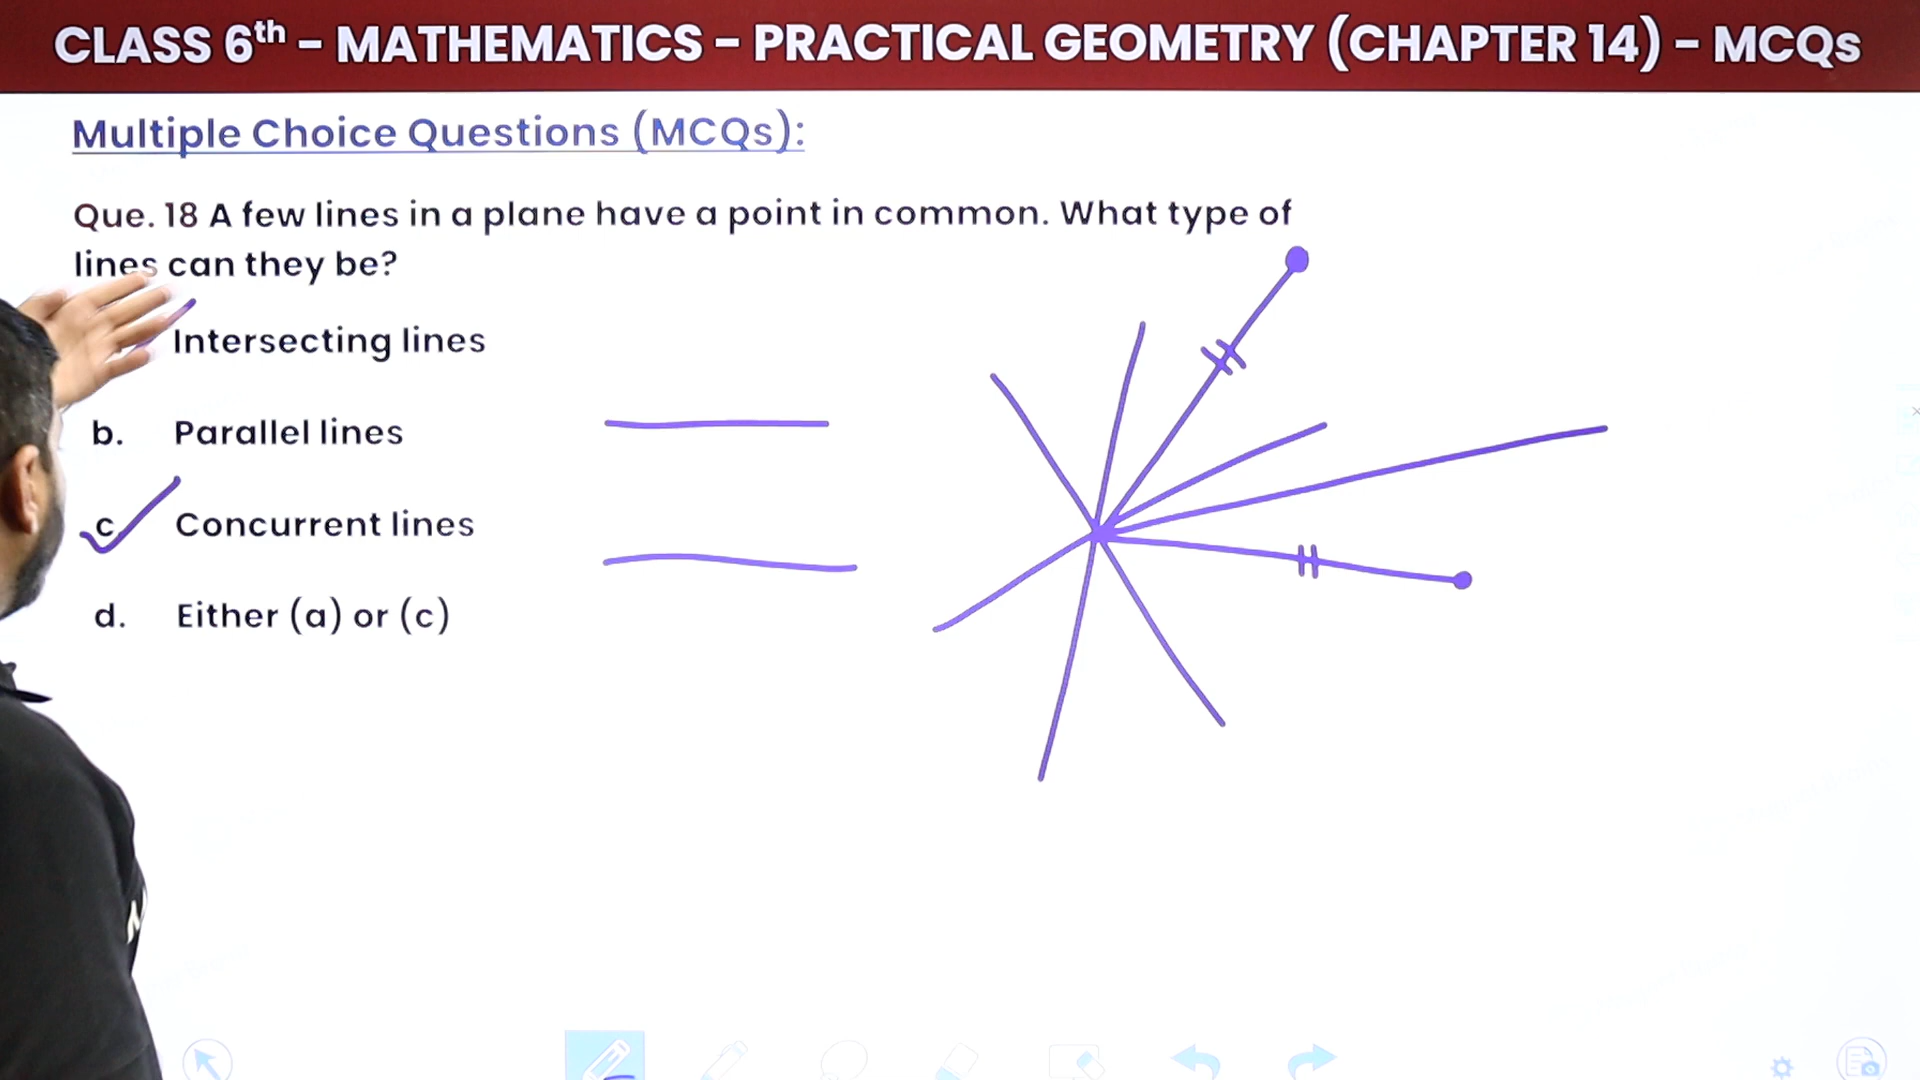 CLASS 6th – MATHEMATICS – PRACTICAL GEOMETRY (CHAPTER 14) – MCQs
Multiple Choice Questions (MCQs):
Que. 18 A few lines in a plane have a point in common. What type of
lines can they be?
Intersecting lines
b. Parallel lines
c. Concurrent lines
d. Either (a) or (c)